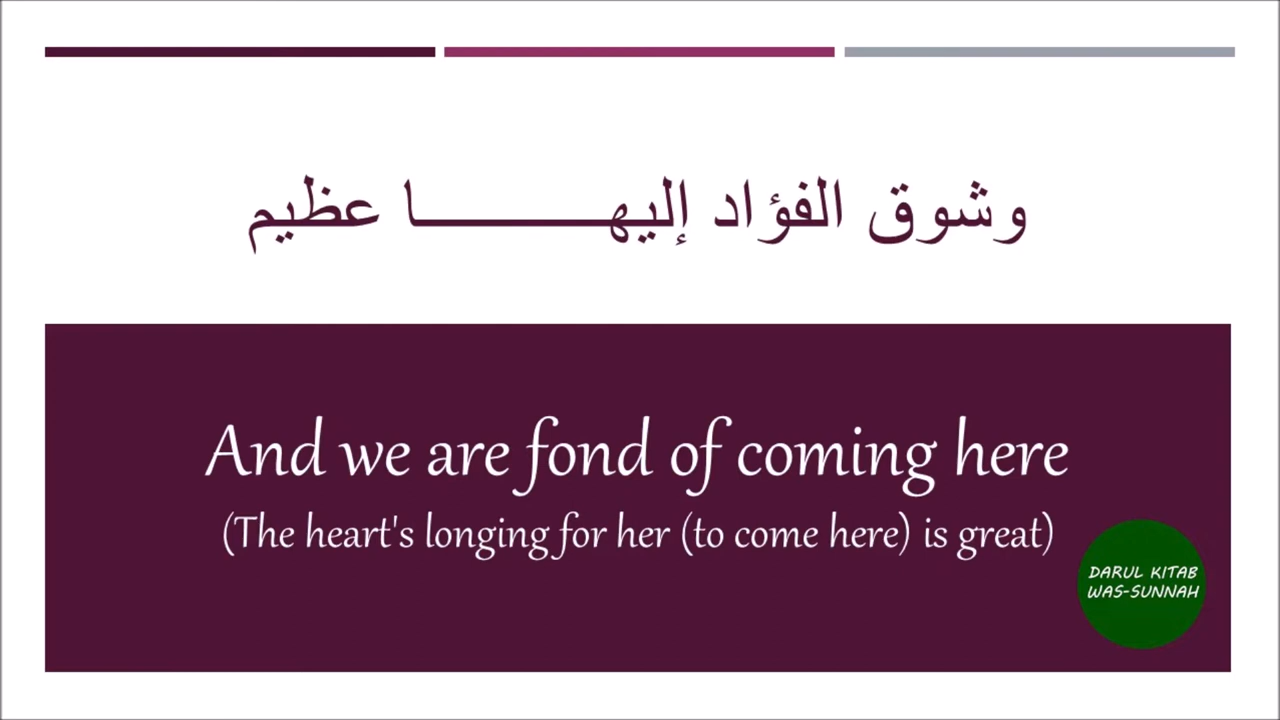 وشوق الفؤاد إليهـــــــــــا عظيم
And we are fond of coming here
(The heart's longing for her (to come here) is great)
DARUL KITAB
WAS-SUNNAH